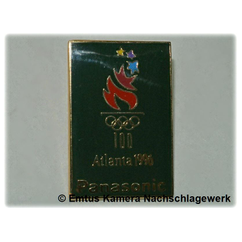 100
Atlanta 1996
Panasonic
© Emtus Kamera Nachschlagewerk